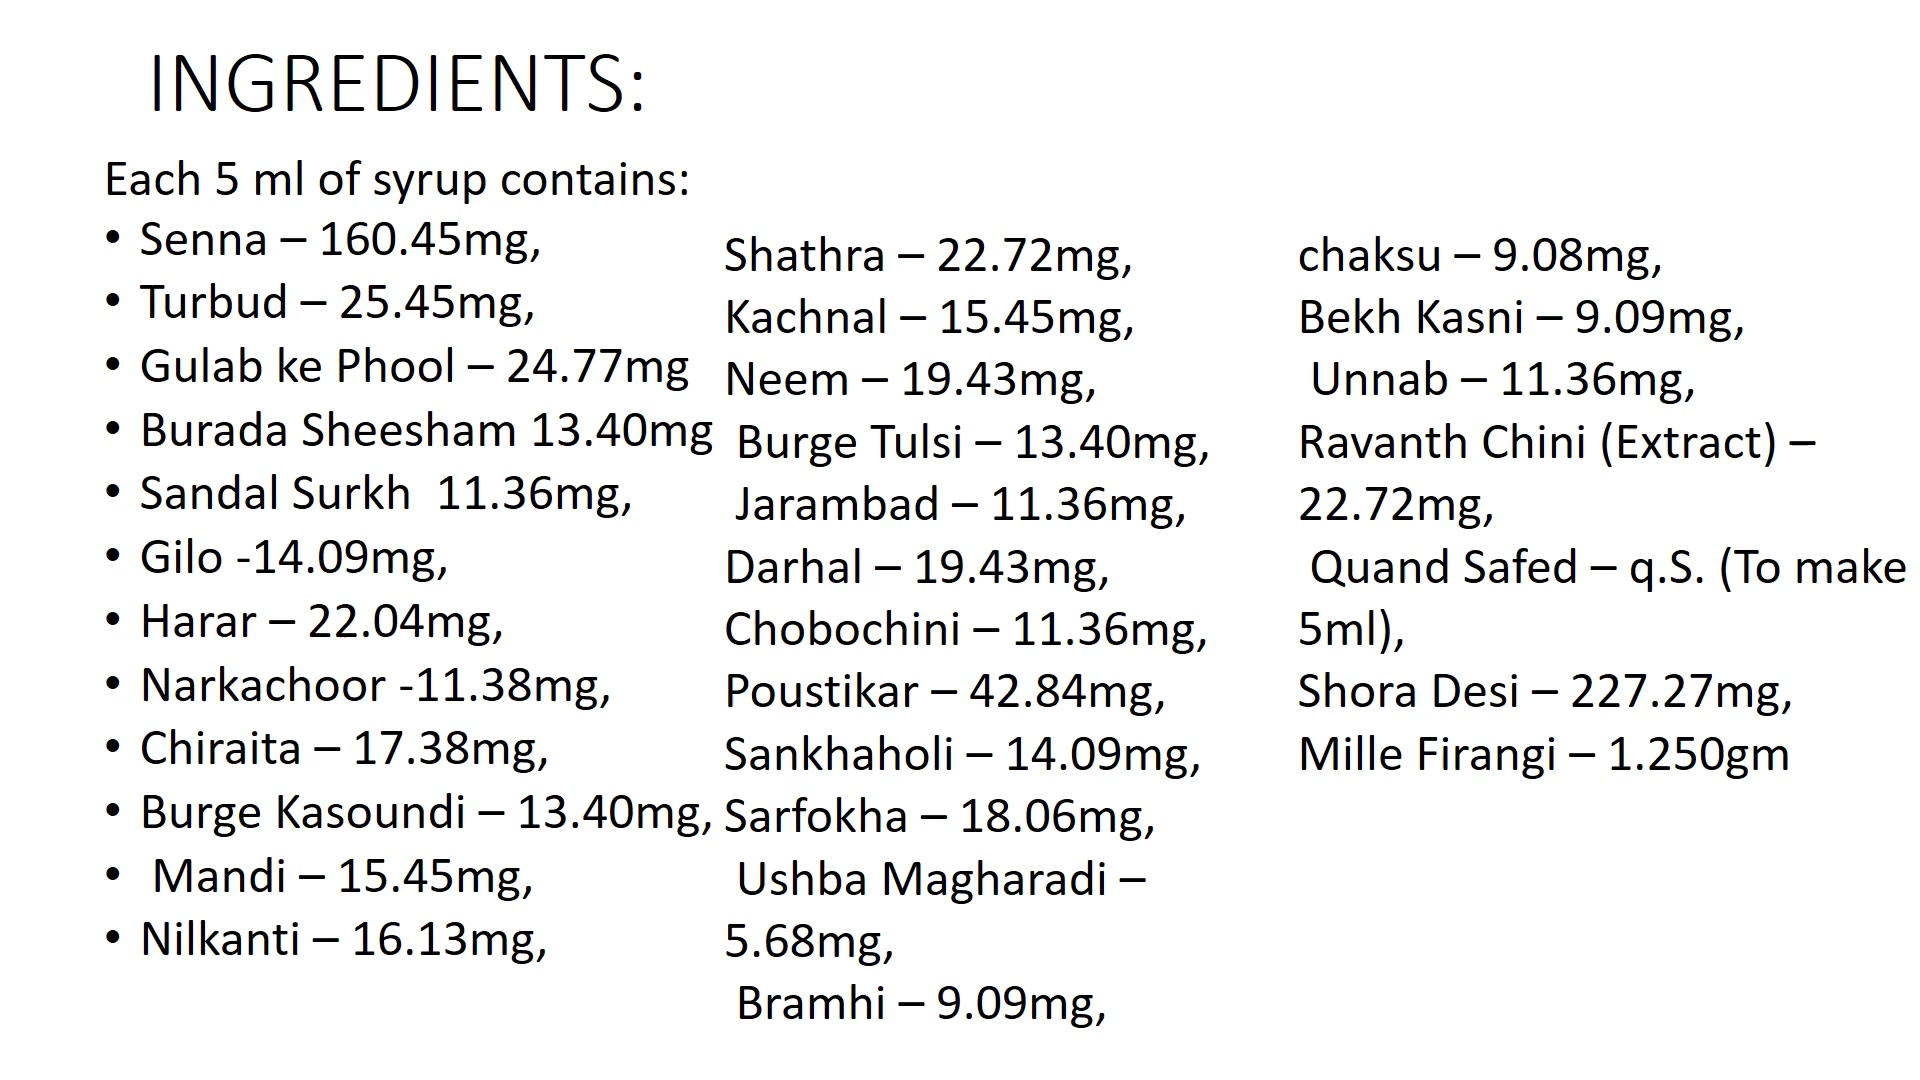 INGREDIENTS:
Each 5 ml of syrup contains:
• Senna – 160.45mg,
• Turbud – 25.45mg,
• Gulab ke Phool – 24.77mg
• Burada Sheesham 13.40mg
• Sandal Surkh  11.36mg,
• Gilo -14.09mg,
• Harar – 22.04mg,
• Narkachoor -11.38mg,
• Chiraita – 17.38mg,
• Burge Kasoundi – 13.40mg,
• Mandi – 15.45mg,
• Nilkanti – 16.13mg,
Shathra – 22.72mg,
Kachnal – 15.45mg,
Neem – 19.43mg,
Burge Tulsi – 13.40mg,
Jarambad – 11.36mg,
Darhal – 19.43mg,
Chobochini – 11.36mg,
Poustikar – 42.84mg,
Sankhaholi – 14.09mg,
Sarfokha – 18.06mg,
Ushba Magharadi –
5.68mg,
Bramhi – 9.09mg,
chaksu – 9.08mg,
Bekh Kasni – 9.09mg,
Unnab – 11.36mg,
Ravanth Chini (Extract) –
22.72mg,
Quand Safed – q.S. (To make
5ml),
Shora Desi – 227.27mg,
Mille Firangi – 1.250gm